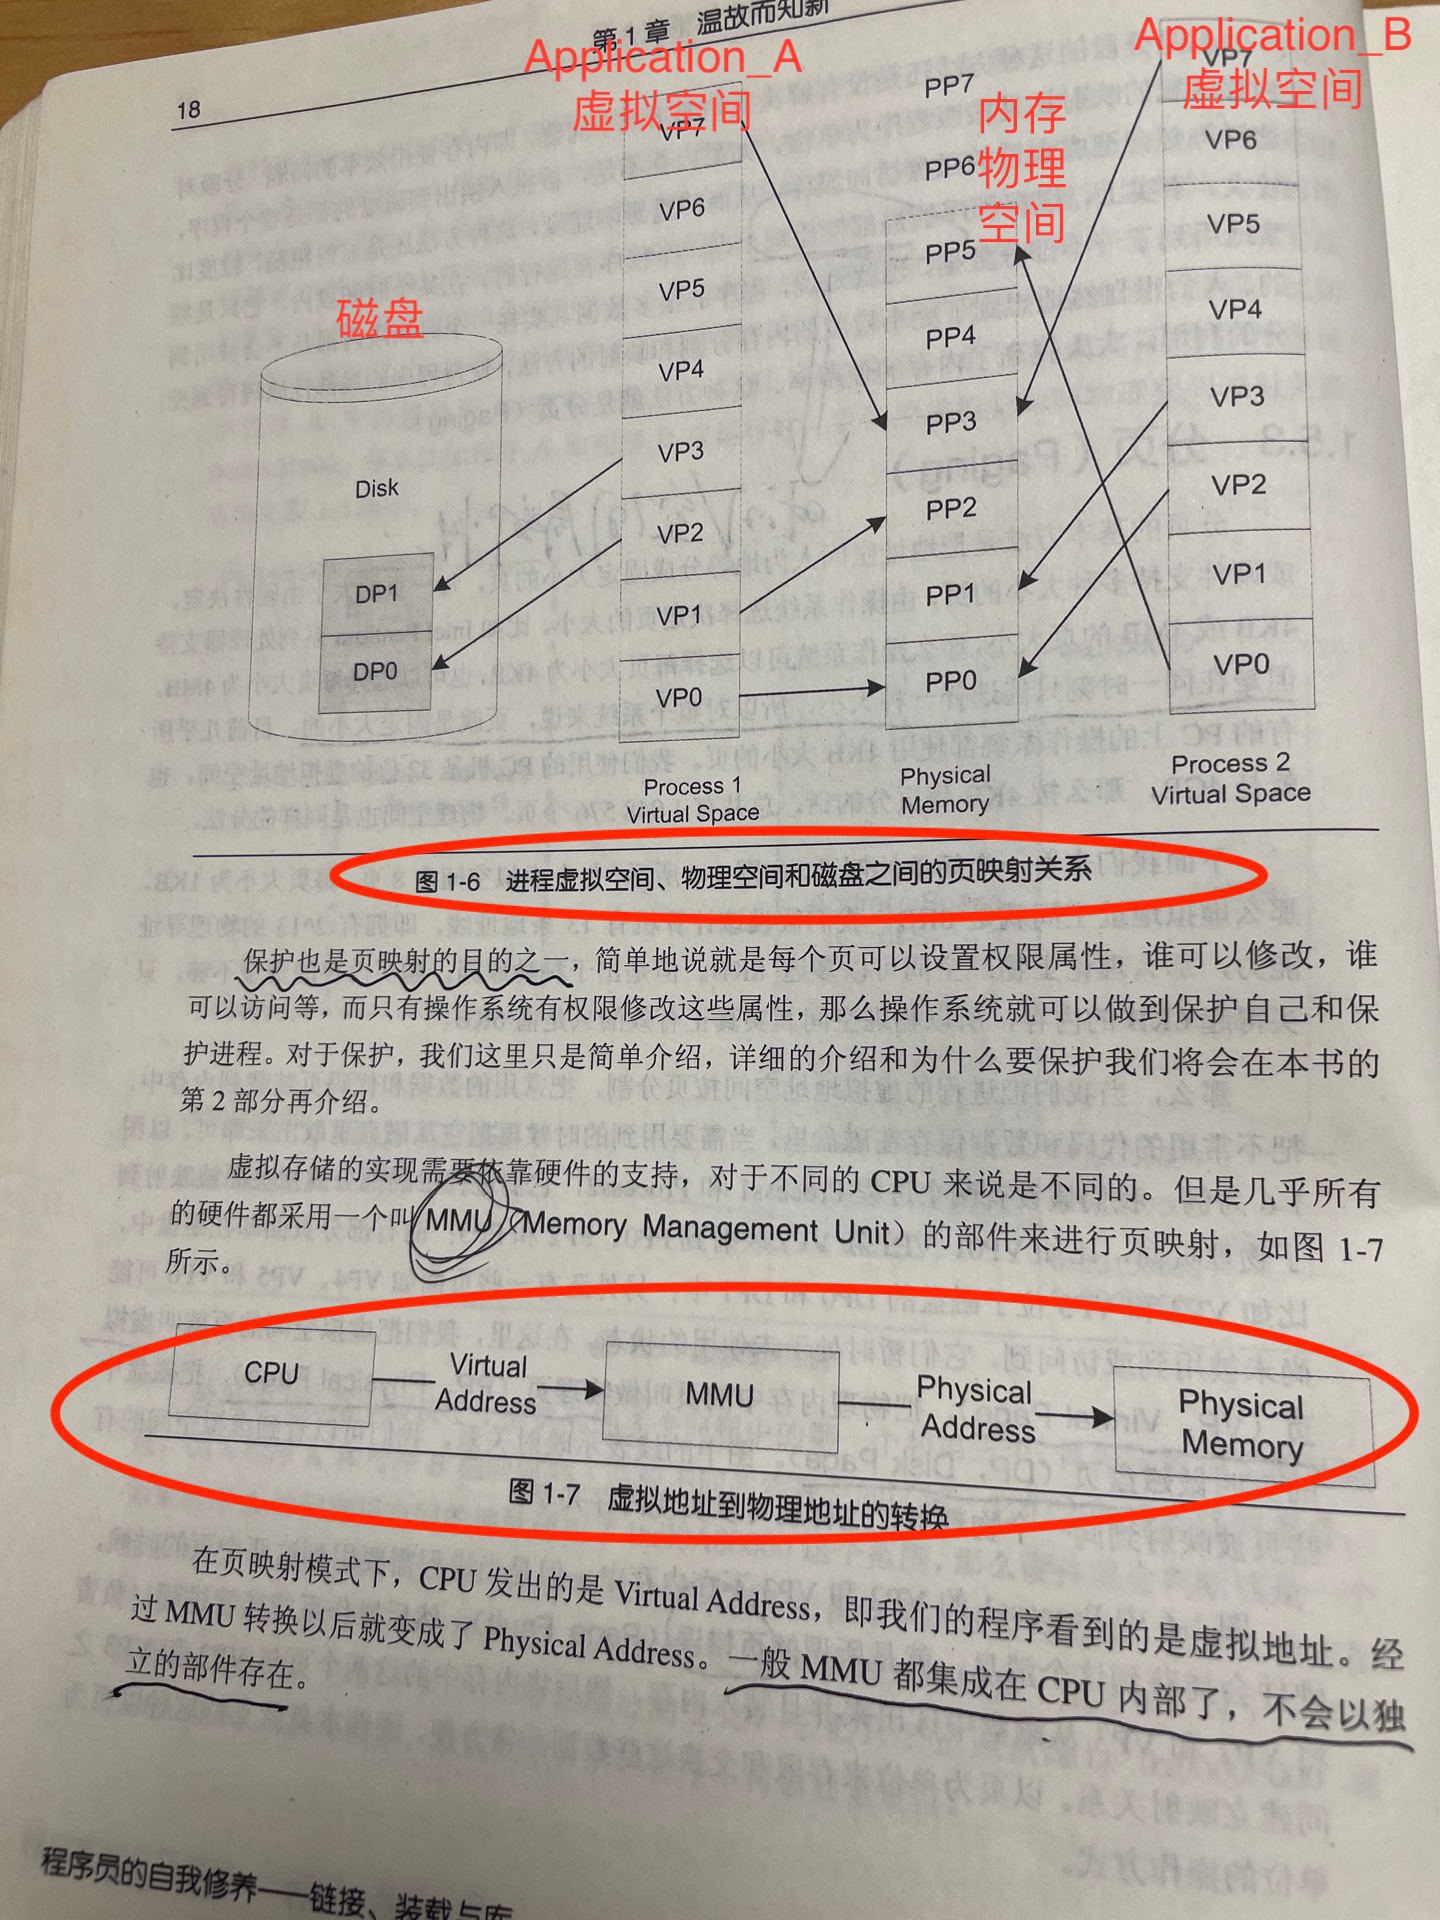 第1章 温故而知新
18
Application_A
虚拟空间
Application_B
虚拟空间
内存
物理
空间
磁盘
Disk
DP1
DP0
VP7
VP6
VP5
VP4
VP3
VP2
VP1
VP0
Process 1
Virtual Space
PP7
PP6
PP5
PP4
PP3
PP2
PP1
PP0
Physical
Memory
VP7
VP6
VP5
VP4
VP3
VP2
VP1
VP0
Process 2
Virtual Space
图 1-6 进程虚拟空间、物理空间和磁盘之间的页映射关系
保护也是页映射的目的之一，简单地说就是每个页可以设置权限属性，谁可以修改，谁
可以访问等，而只有操作系统有权限修改这些属性，那么操作系统就可以做到保护自己和保
护进程。对于保护，我们这里只是简单介绍，详细的介绍和为什么要保护我们将会在本书的
第 2 部分再介绍。
虚拟存储的实现需要依靠硬件的支持，对于不同的 CPU 来说是不同的。但是几乎所有
的硬件都采用一个叫 MMU（Memory Management Unit）的部件来进行页映射，如图 1-7
所示。
CPU
Virtual
Address
MMU
Physical
Address
Physical
Memory
图 1-7 虚拟地址到物理地址的转换
在页映射模式下，CPU 发出的是 Virtual Address，即我们的程序看到的是虚拟地址。经
过 MMU 转换以后就变成了 Physical Address。一般 MMU 都集成在 CPU 内部了，不会以独
立的部件存在。
程序员的自我修养——链接、装载与库